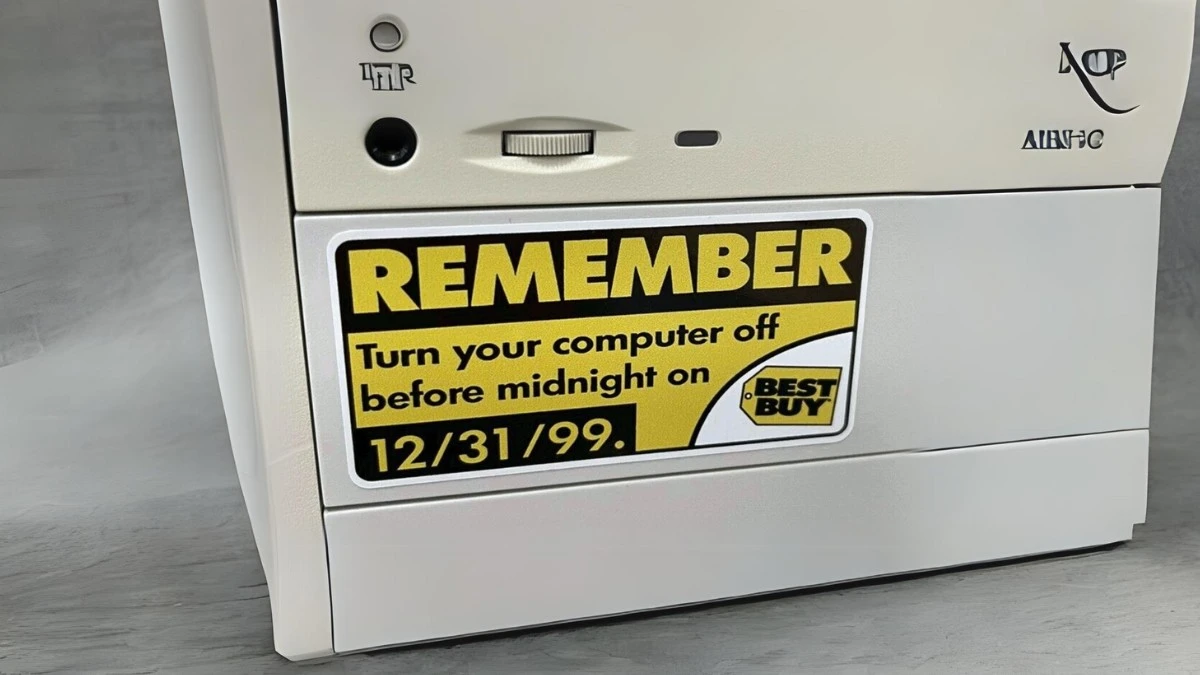 REMEMBER
Turn your computer off
before midnight on
12/31/99.
BEST
BUY